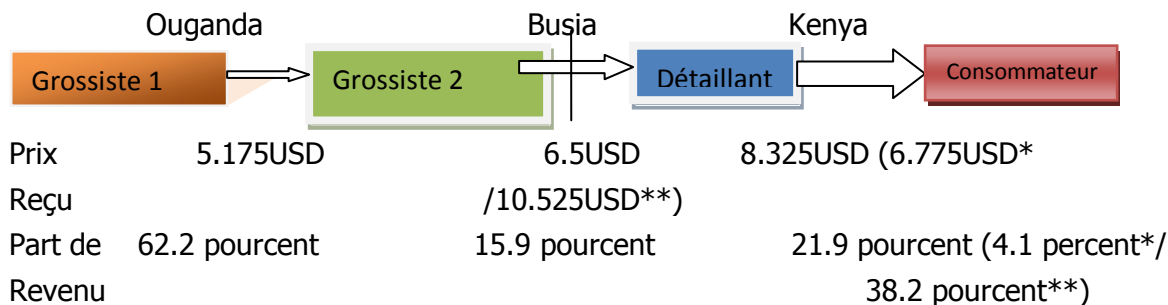 Ouganda Busia Kenya
Grossiste 1 Grossiste 2 Détaillant Consommateur
Prix 5.175USD 6.5USD 8.325USD (6.775USD*
Reçu /10.525USD**)
Part de 62.2 pourcent 15.9 pourcent 21.9 pourcent (4.1 percent*/
Revenu 38.2 pourcent**)